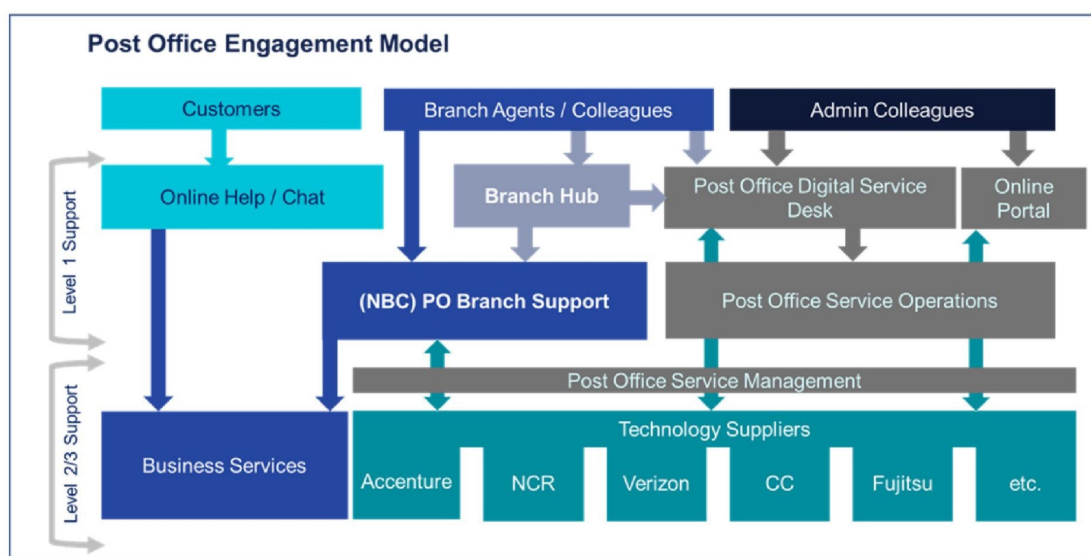 Post Office Engagement Model
Customers
Branch Agents / Colleagues
Admin Colleagues
Level 1 Support
Online Help / Chat
Branch Hub
Post Office Digital Service
Desk
Online
Portal
(NBC) PO Branch Support
Post Office Service Operations
Level 2/3 Support
Post Office Service Management
Business Services
Technology Suppliers
Accenture
NCR
Verizon
CC
Fujitsu
etc.